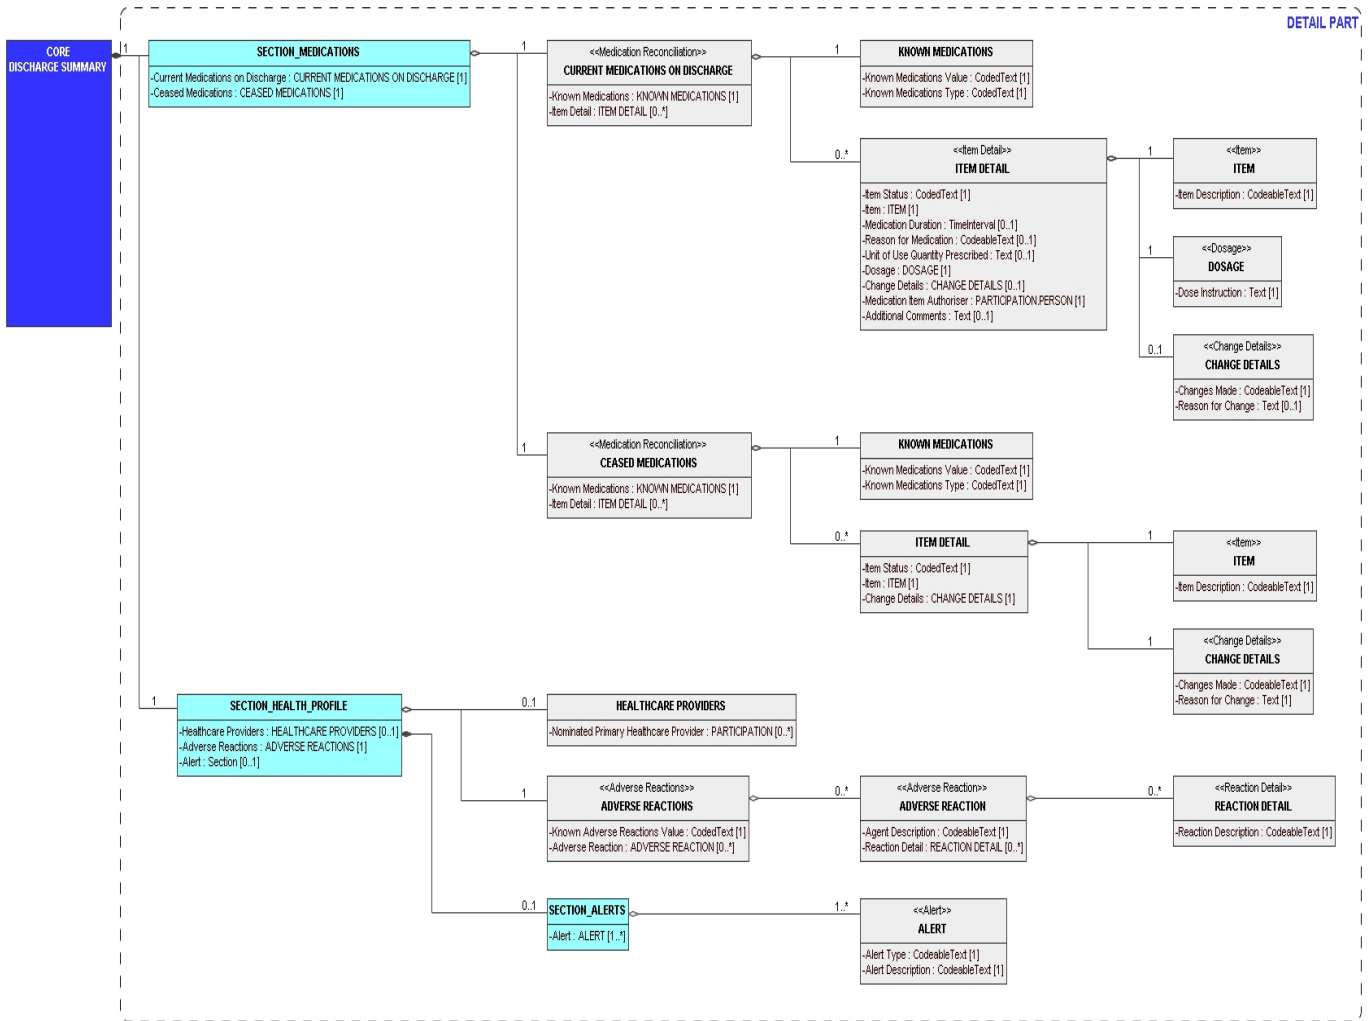 DETAIL PART
CORE
DISCHARGE SUMMARY
1
SECTION_MEDICATIONS
-Current Medications on Discharge : CURRENT MEDICATIONS ON DISCHARGE [1]
-Ceased Medications : CEASED MEDICATIONS [1]
1
<<Medication Reconciliation>>
CURRENT MEDICATIONS ON DISCHARGE
-Known Medications : KNOWN MEDICATIONS [1]
-Item Detail : ITEM DETAIL [0..*]
1
KNOWN MEDICATIONS
-Known Medications Value : CodedText [1]
-Known Medications Type : CodedText [1]
0..*
<<Item Detail>>
ITEM DETAIL
-Item Status : CodedText [1]
-Item : ITEM [1]
-Medication Duration : TimeInterval [0..1]
-Reason for Medication : CodeableText [0..1]
-Unit of Use Quantity Prescribed : Text [0..1]
-Dosage : DOSAGE [1]
-Change Details : CHANGE DETAILS [0..1]
-Medication Item Authoriser : PARTICIPATION.PERSON [1]
-Additional Comments : Text [0..1]
1
<<Item>>
ITEM
-Item Description : CodeableText [1]
1
<<Dosage>>
DOSAGE
-Dose Instruction : Text [1]
0..1
<<Change Details>>
CHANGE DETAILS
-Changes Made : CodeableText [1]
-Reason for Change : Text [0..1]
1
<<Medication Reconciliation>>
CEASED MEDICATIONS
-Known Medications : KNOWN MEDICATIONS [1]
-Item Detail : ITEM DETAIL [0..*]
1
KNOWN MEDICATIONS
-Known Medications Value : CodedText [1]
-Known Medications Type : CodedText [1]
0..*
ITEM DETAIL
-Item Status : CodedText [1]
-Item : ITEM [1]
-Change Details : CHANGE DETAILS [1]
1
<<Item>>
ITEM
-Item Description : CodeableText [1]
1
<<Change Details>>
CHANGE DETAILS
-Changes Made : CodeableText [1]
-Reason for Change : Text [1]
1
SECTION_HEALTH_PROFILE
-Healthcare Providers : HEALTHCARE PROVIDERS [0..1]
-Adverse Reactions : ADVERSE REACTIONS [1]
-Alert : Section [0..1]
0..1
HEALTHCARE PROVIDERS
-Nominated Primary Healthcare Provider : PARTICIPATION [0..*]
1
<<Adverse Reactions>>
ADVERSE REACTIONS
-Known Adverse Reactions Value : CodedText [1]
-Adverse Reaction : ADVERSE REACTION [0..*]
0..*
<<Adverse Reaction>>
ADVERSE REACTION
-Agent Description : CodeableText [1]
-Reaction Detail : REACTION DETAIL [0..*]
0..*
<<Reaction Detail>>
REACTION DETAIL
-Reaction Description : CodeableText [1]
0..1
SECTION_ALERTS
-Alert : ALERT [1..*]
1..*
<<Alert>>
ALERT
-Alert Type : CodeableText [1]
-Alert Description : CodeableText [1]